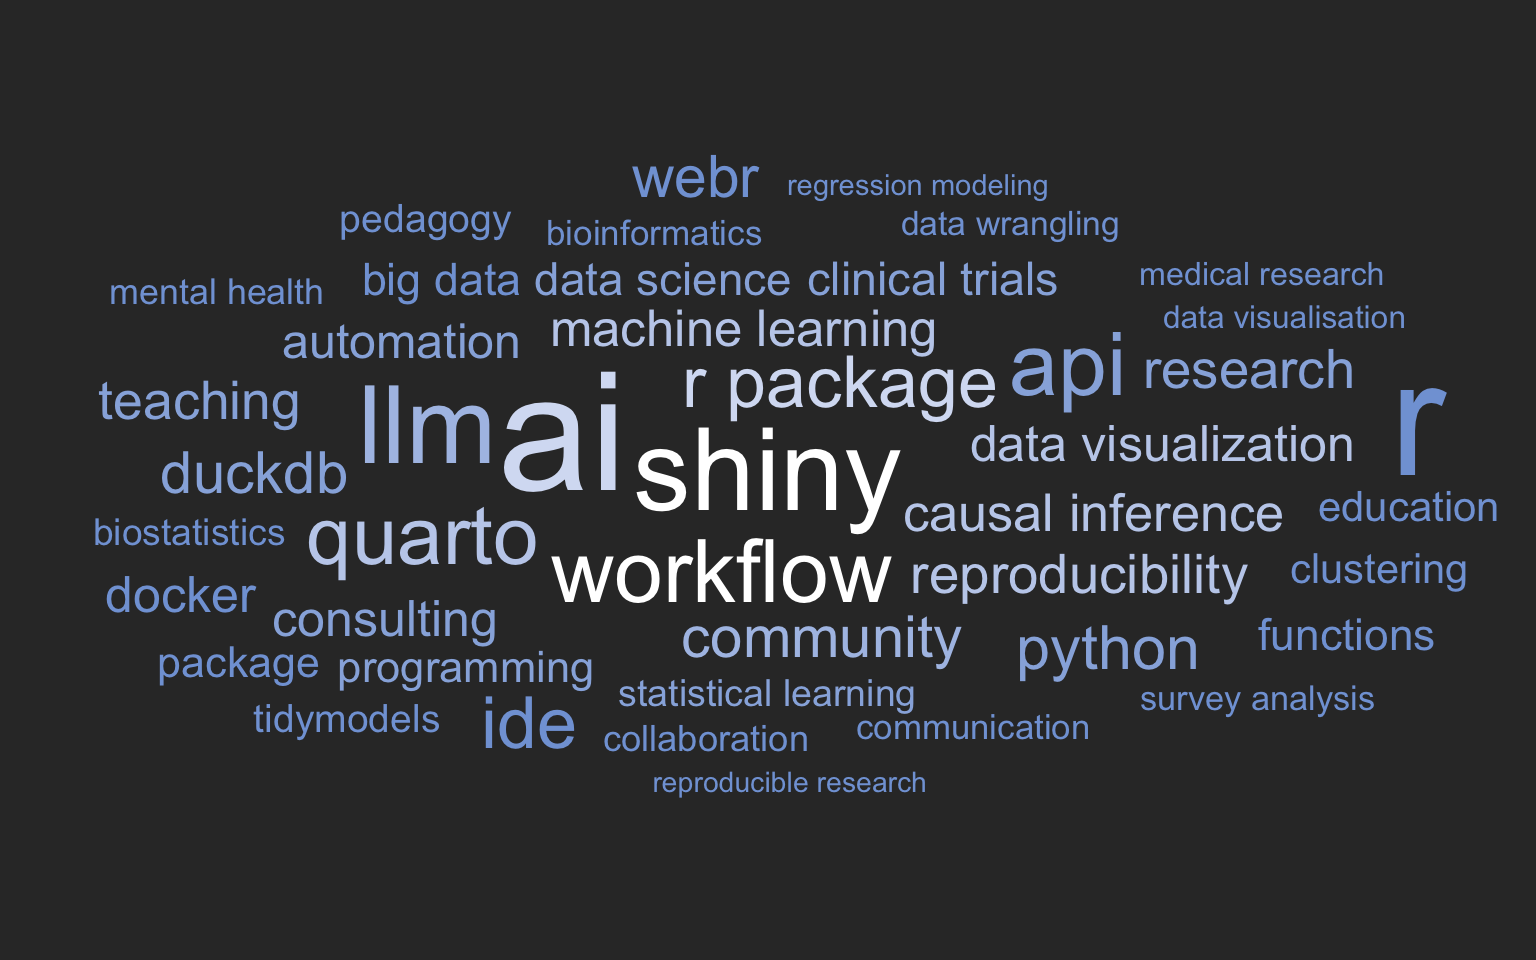 webr
regression modeling
pedagogy
bioinformatics
data wrangling
mental health
big data
data science
clinical trials
medical research
data visualisation
automation
machine learning
teaching
llm
ai
r package
api
research
r
duckdb
shiny
data visualization
biostatistics
quarto
causal inference
education
docker
workflow
reproducibility
clustering
consulting
community
python
functions
package
programming
statistical learning
survey analysis
tidymodels
ide
collaboration
communication
reproducible research